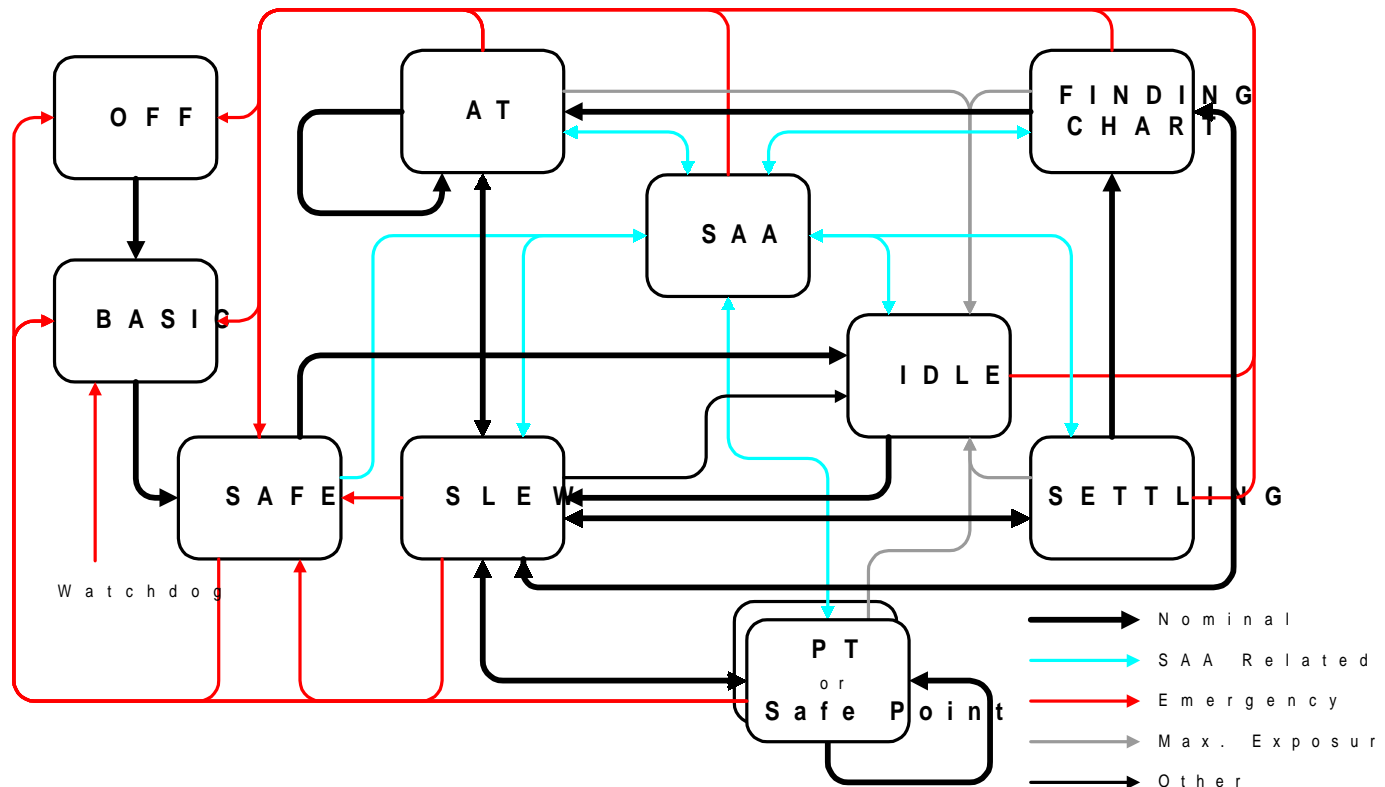 OFF
AT
FINDING
CHART
SAA
BASIC
IDLE
SAFE
SLEW
SETTLING
Watchdog
PT
or
Safe Point
Nominal
SAA Related
Emergency
Max. Exposur
Other